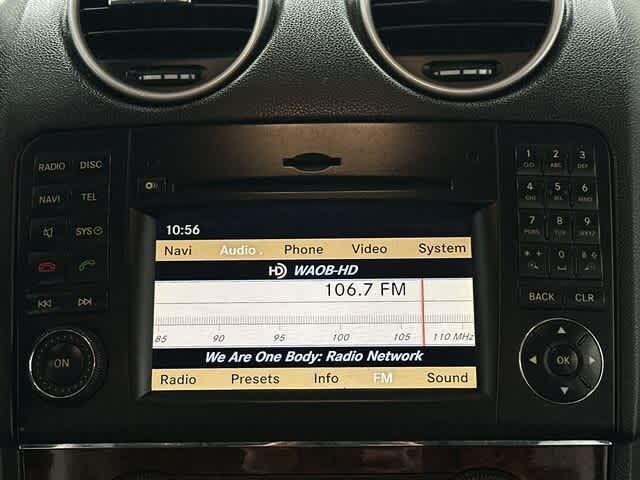 RADIO DISC
NAVI TEL
SYS
ON
10:56
Navi Audio Phone Video System
HD WAOB-HD
106.7 FM
85 90 95 100 105 110 MHz
We Are One Body: Radio Network
Radio Presets Info FM Sound
1 2 ABC 3 DEF
4 GHI 5 JKL 6 MNO
7 PQRS 8 TUV 9 WXYZ
* + 0 #
BACK CLR
OK